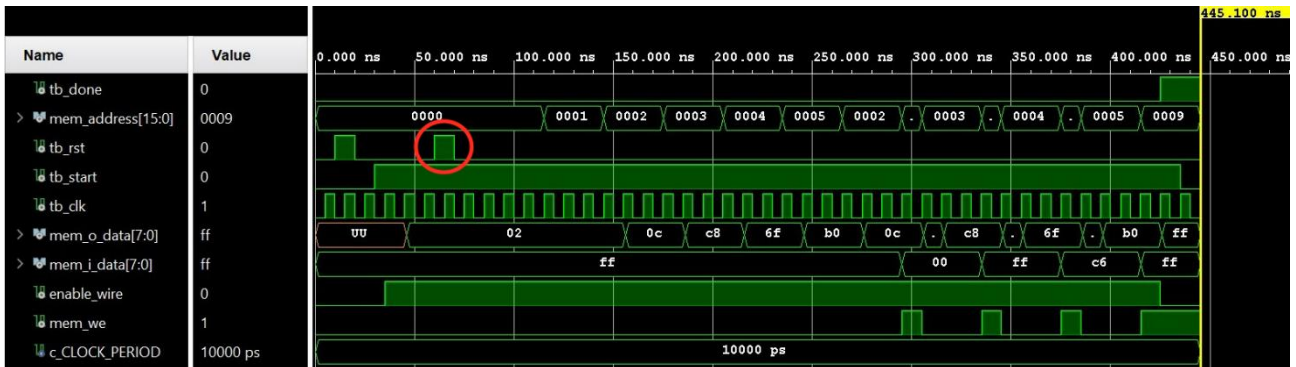 445.100 ns
Name Value 0.000 ns 50.000 ns 100.000 ns 150.000 ns 200.000 ns 250.000 ns 300.000 ns 350.000 ns 400.000 ns 450.000 ns
tb_done 0
> mem_address[15:0] 0009 0000 0001 0002 0003 0004 0005 0002 . 0003 . 0004 . 0005 0009
tb_rst 0
tb_start 0
tb_clk 1
> mem_o_data[7:0] ff UU 02 0c c8 6f b0 0c . c8 . 6f . b0 ff
> mem_i_data[7:0] ff ff 00 ff c6 ff
enable_wire 0
mem_we 1
c_CLOCK_PERIOD 10000 ps 10000 ps